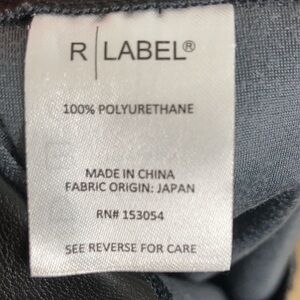 R | LABEL®
100% POLYURETHANE
MADE IN CHINA
FABRIC ORIGIN: JAPAN
RN# 153054
SEE REVERSE FOR CARE